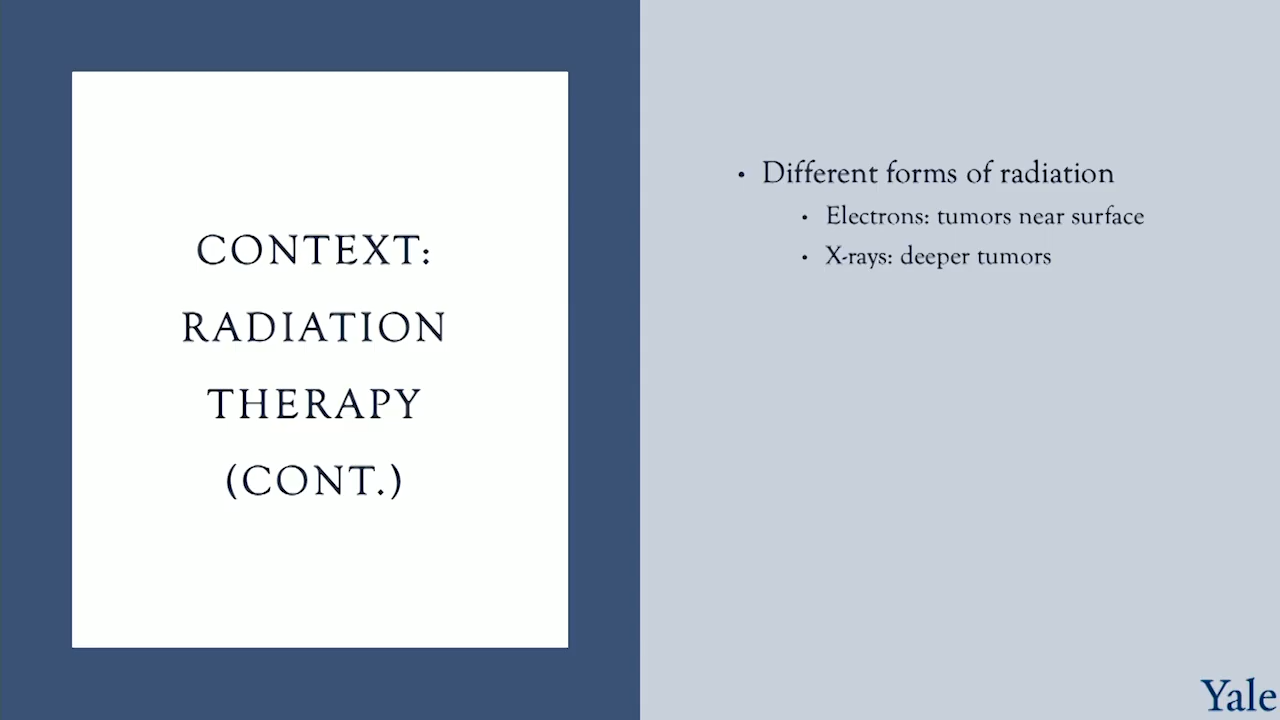 CONTEXT:
RADIATION
THERAPY
(CONT.)
• Different forms of radiation
• Electrons: tumors near surface
• X-rays: deeper tumors
Yale